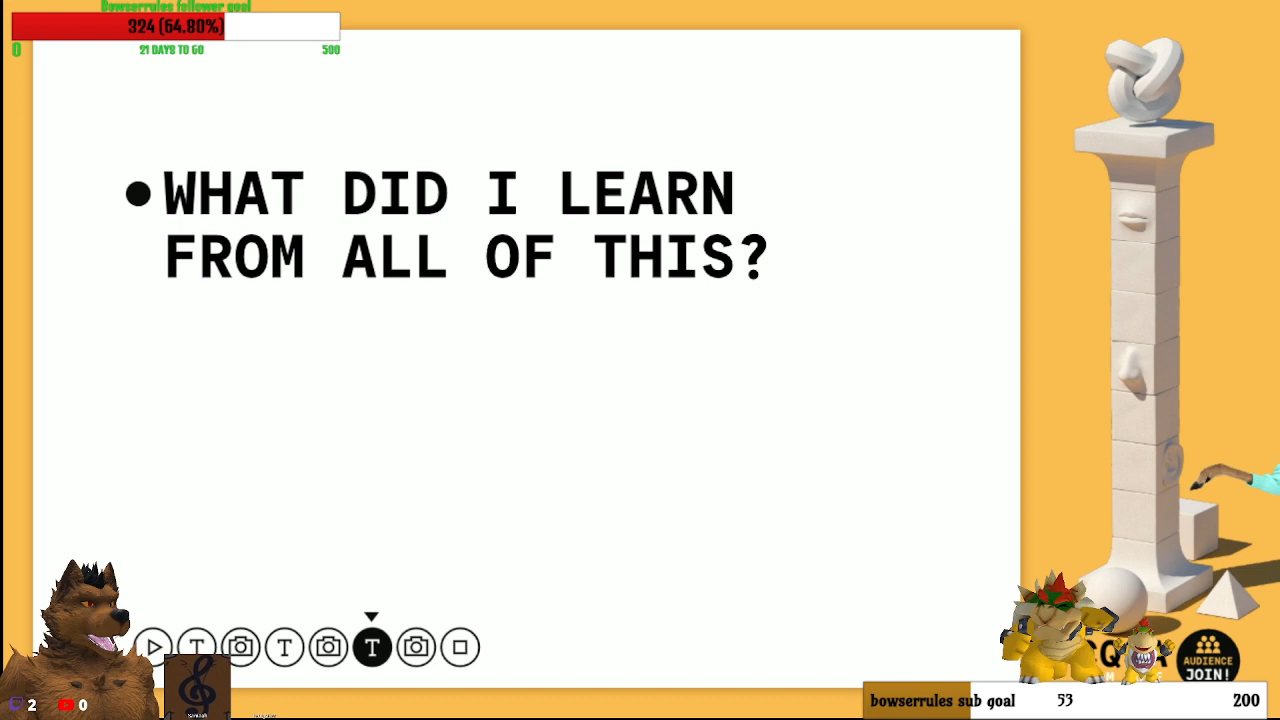 Bowserrules follower goal
324 (64.80%)
0
21 DAYS TO GO
500
•WHAT DID I LEARN
FROM ALL OF THIS?
T
T
T
AUDIENCE
JOIN!
2
0
bowserrules sub goal
53
200